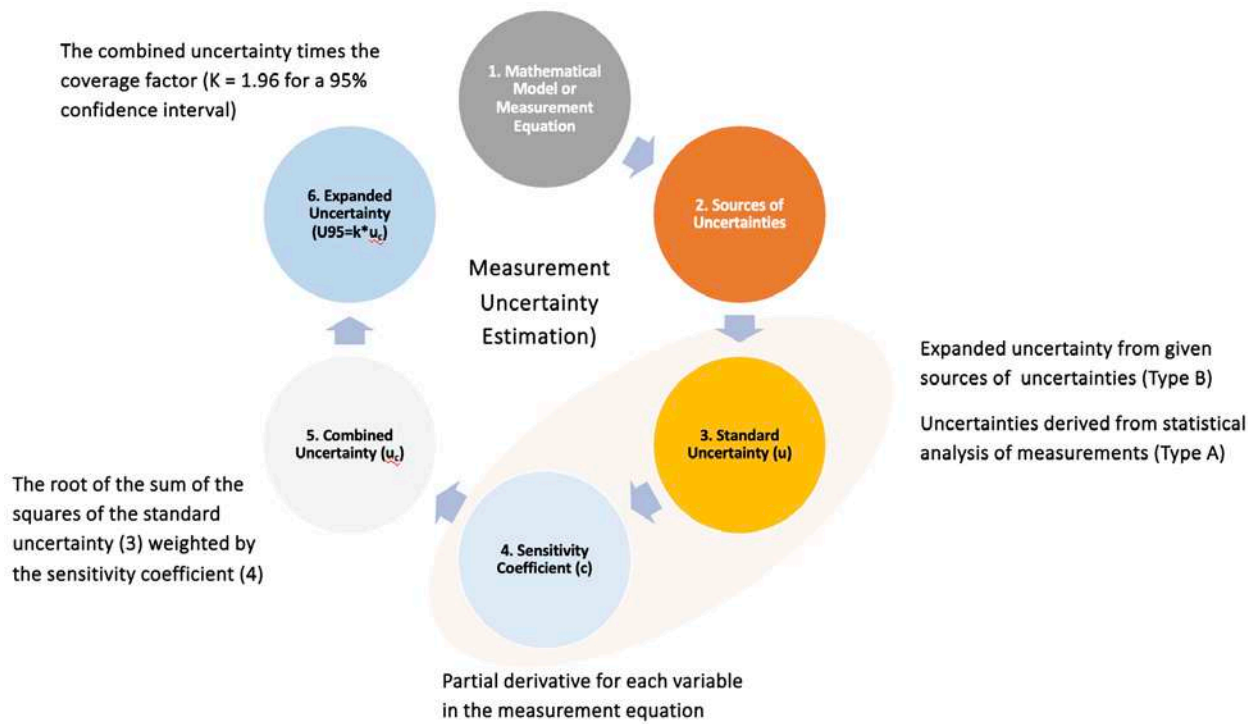 The combined uncertainty times the
coverage factor (K = 1.96 for a 95%
confidence interval)
1. Mathematical
Model or
Measurement
Equation
6. Expanded
Uncertainty
(U95=k*uc)
2. Sources of
Uncertainties
Measurement
Uncertainty
Estimation)
Expanded uncertainty from given
sources of uncertainties (Type B)
Uncertainties derived from statistical
analysis of measurements (Type A)
3. Standard
Uncertainty (u)
5. Combined
Uncertainty (uc)
The root of the sum of the
squares of the standard
uncertainty (3) weighted by
the sensitivity coefficient (4)
4. Sensitivity
Coefficient (c)
Partial derivative for each variable
in the measurement equation